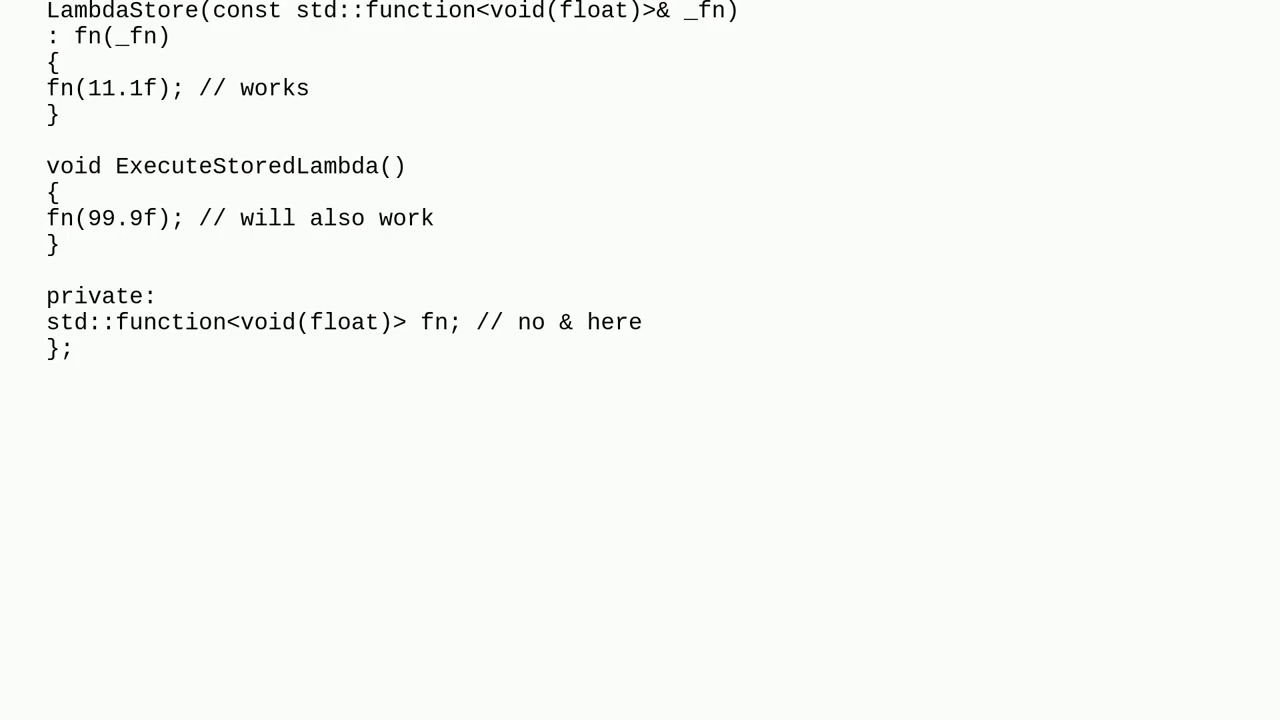 LambdaStore(const std::function<void(float)>& _fn)
: fn(_fn)
{
fn(11.1f); // works
}
void ExecuteStoredLambda()
{
fn(99.9f); // will also work
}
private:
std::function<void(float)> fn; // no & here
};